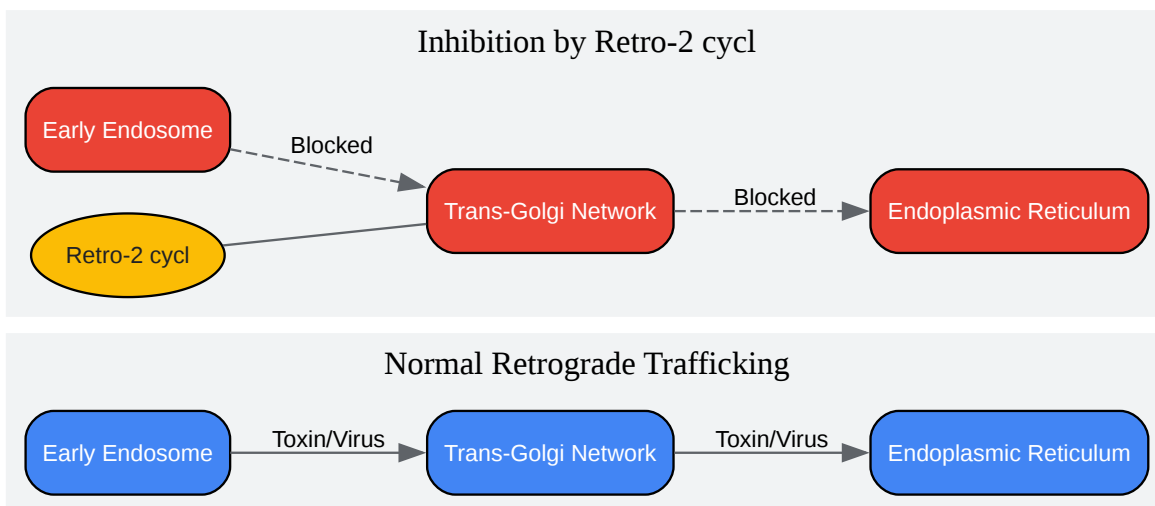 Inhibition by Retro-2 cycl
Early Endosome
Blocked
Trans-Golgi Network
Blocked
Endoplasmic Reticulum
Retro-2 cycl
Normal Retrograde Trafficking
Early Endosome
Toxin/Virus
Trans-Golgi Network
Toxin/Virus
Endoplasmic Reticulum